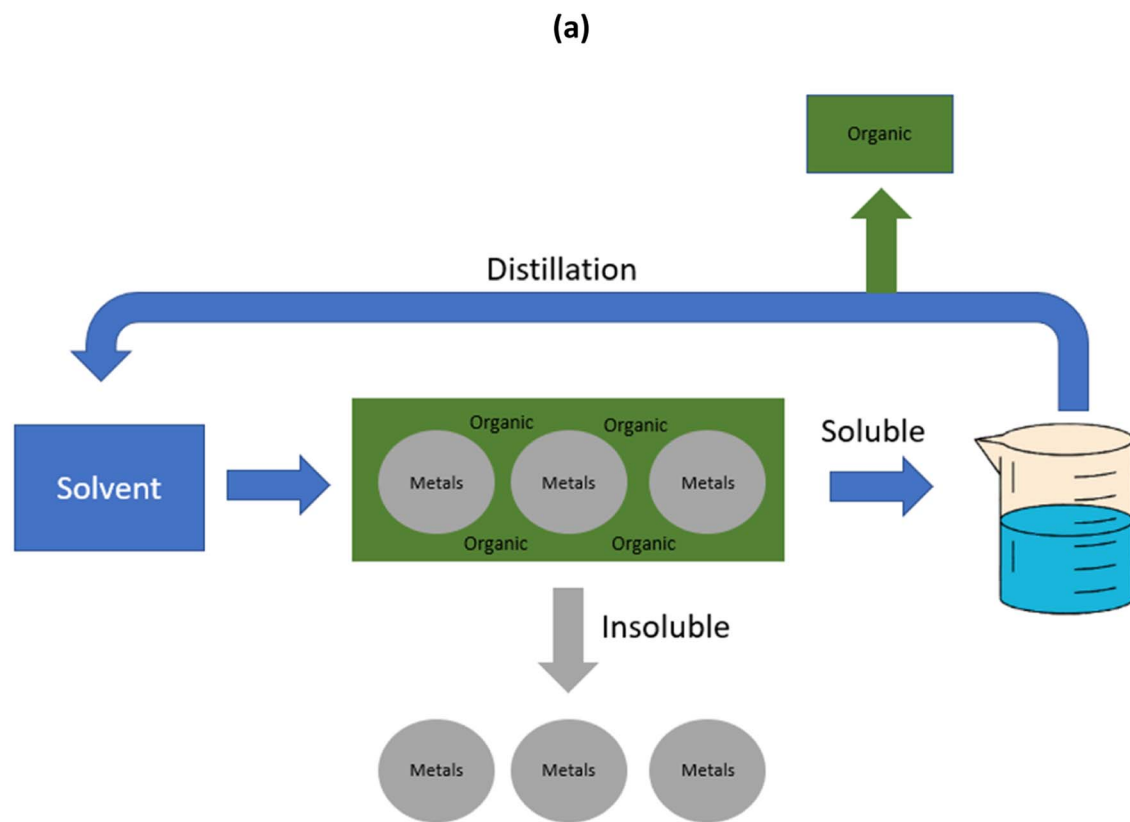 (a)
Organic
Distillation
Solvent
Organic Organic
Metals Metals Metals
Organic Organic
Soluble
Insoluble
Metals Metals Metals